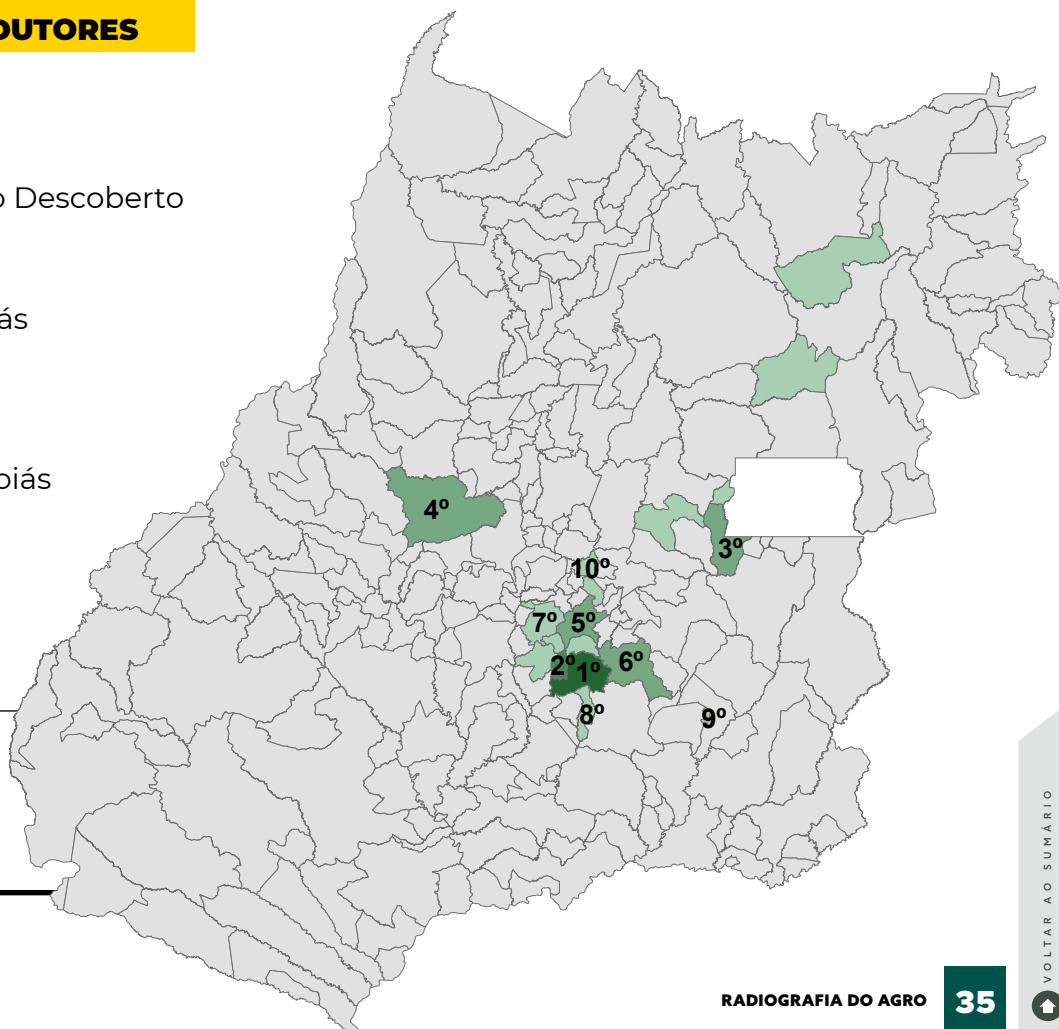 DUTORES
o Descoberto
ás
oiás
4º
3º
10º
7º
5º
2º
1º
6º
8º
9º
VOLTAR AO SUMÁRIO
RADIOGRAFIA DO AGRO
35